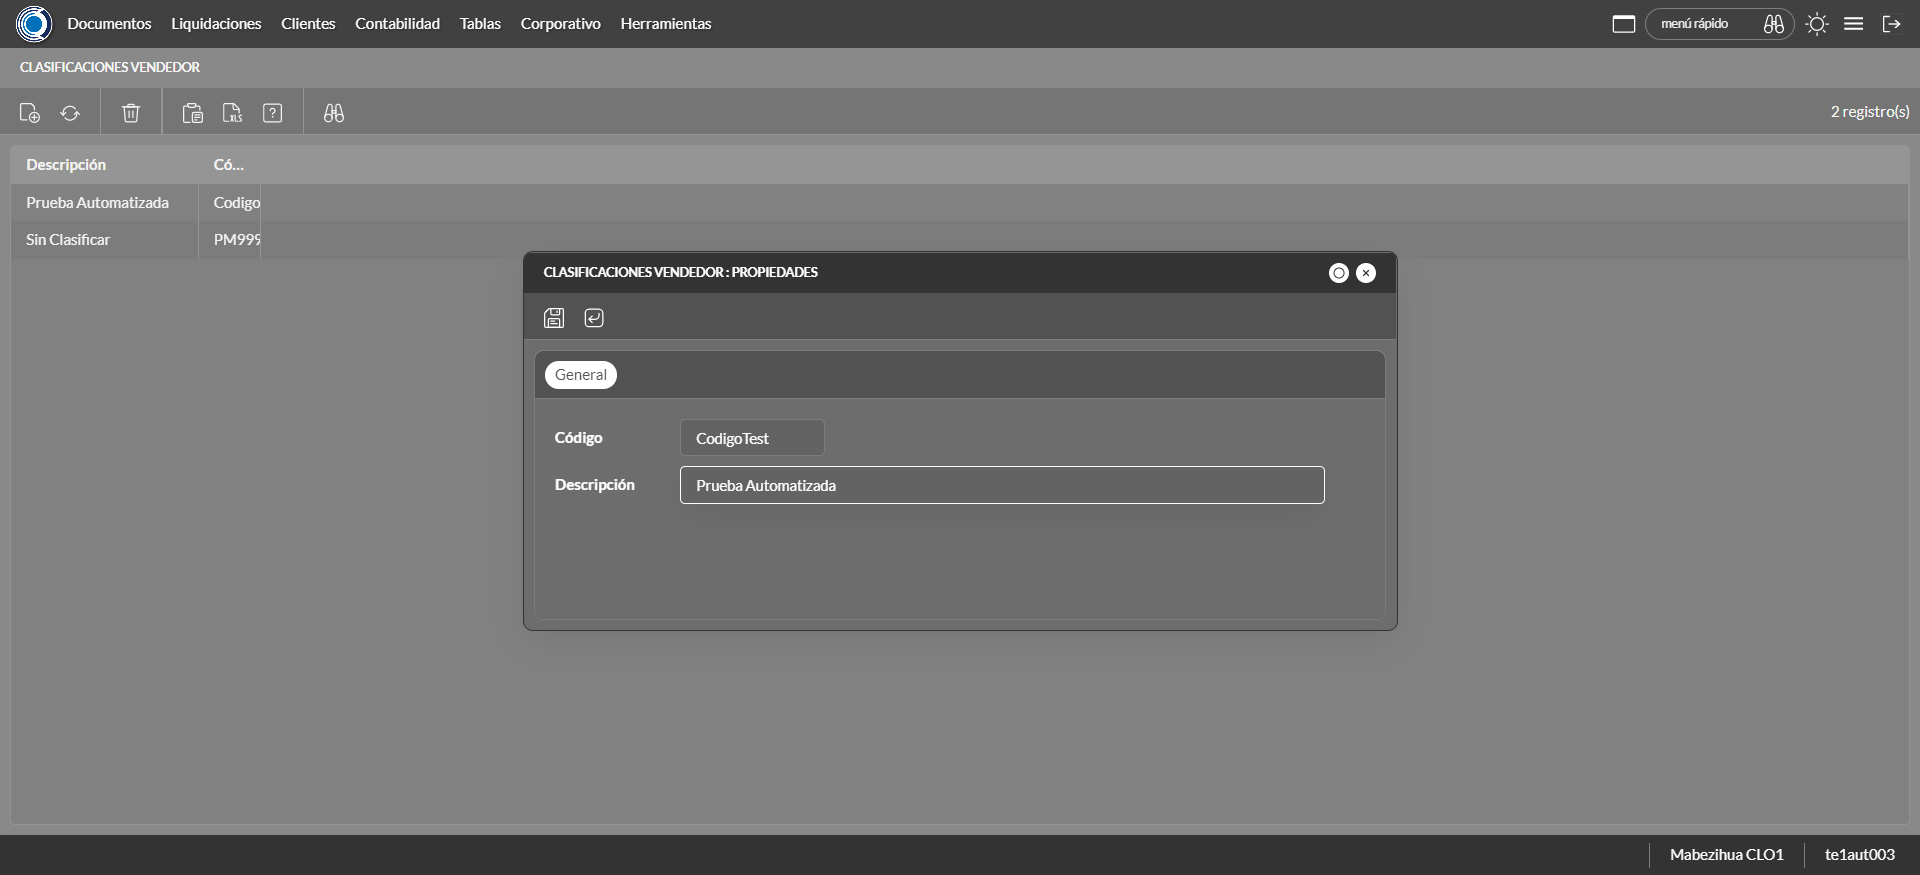 Documentos Liquidaciones Clientes Contabilidad Tablas Corporativo Herramientas menú rápido
CLASIFICACIONES VENDEDOR
XLS ? 2 registro(s)
Descripción Có...
Prueba Automatizada Codigo
Sin Clasificar PM999
CLASIFICACIONES VENDEDOR : PROPIEDADES
General
Código CodigoTest
Descripción Prueba Automatizada
Mabezihua CLO1 te1aut003